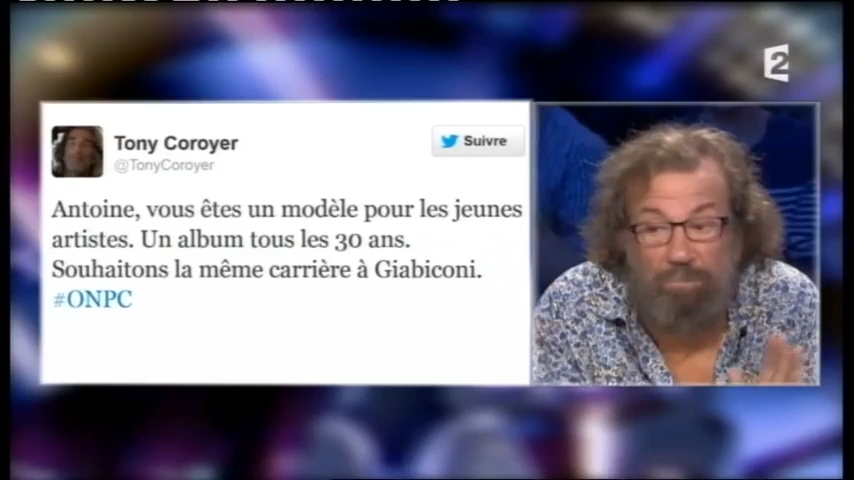 2
Tony Coroyer
@TonyCoroyer
Suivre
Antoine, vous êtes un modèle pour les jeunes
artistes. Un album tous les 30 ans.
Souhaitons la même carrière à Giabiconi.
#ONPC